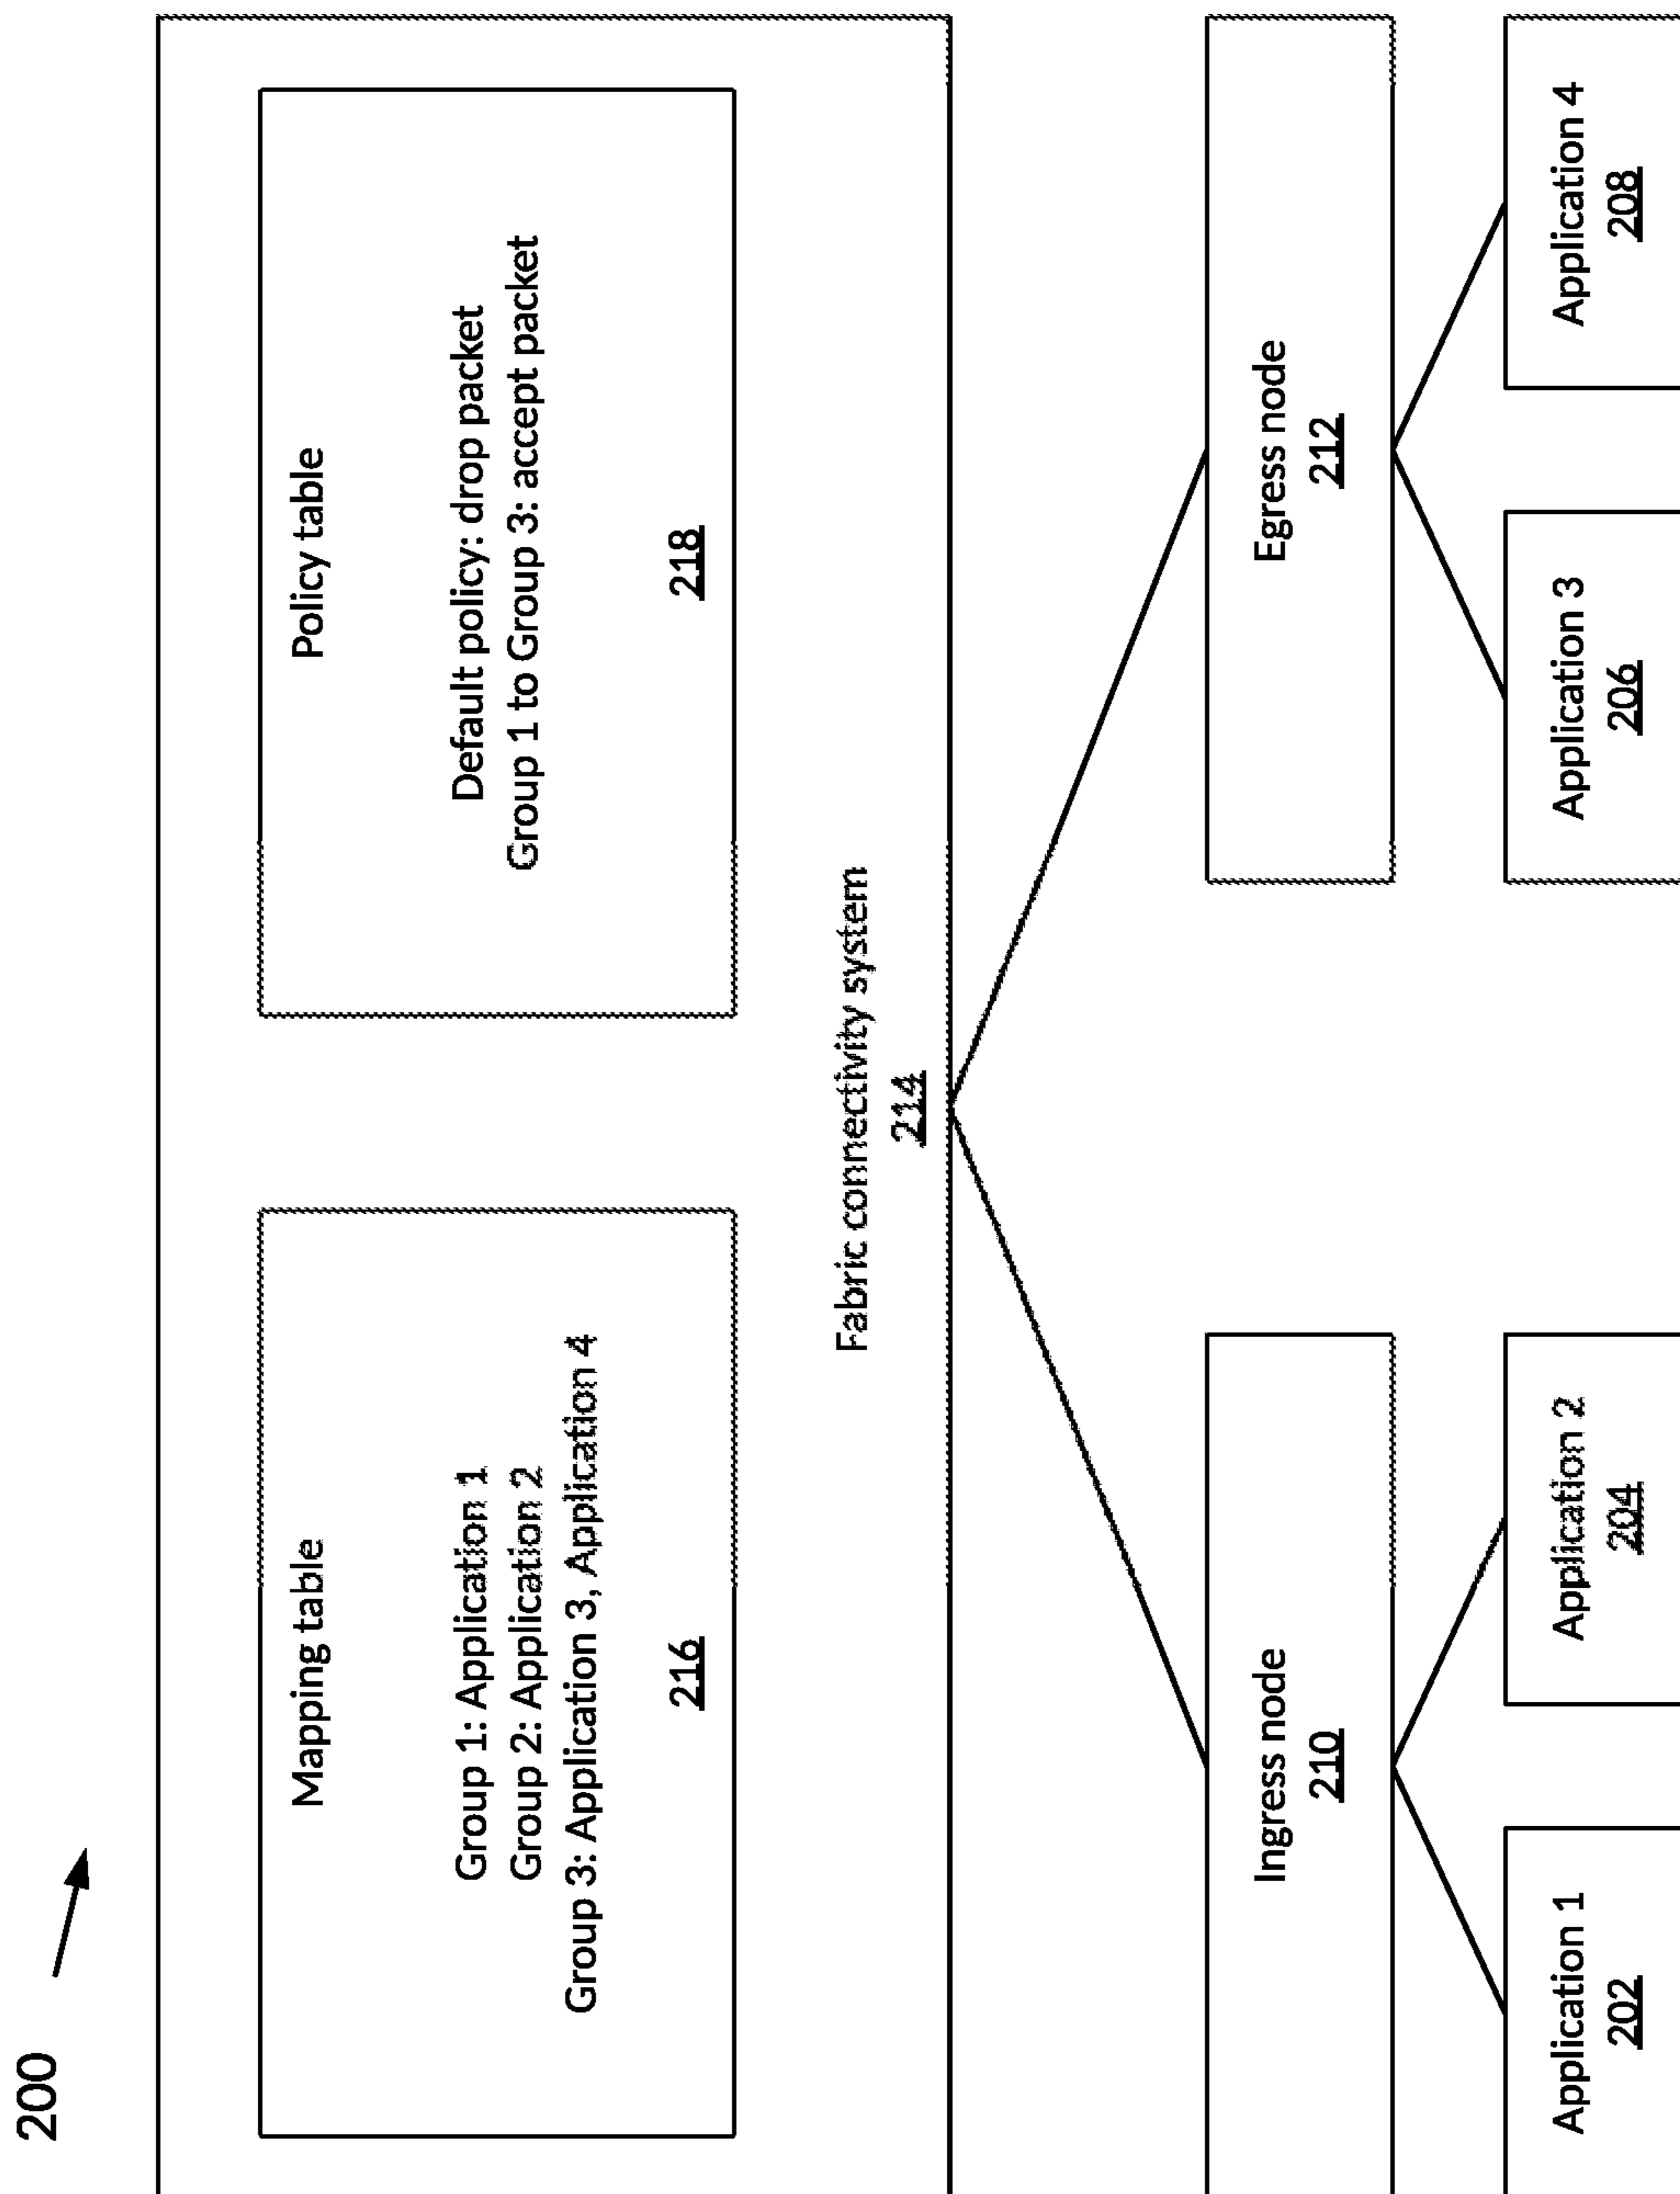 200
Mapping table
Group 1: Application 1
Group 2: Application 2
Group 3: Application 3, Application 4
216
Policy table
Default policy: drop packet
Group 1 to Group 3: accept packet
218
Fabric connectivity system
214
Ingress node
210
Egress node
212
Application 1
202
Application 2
204
Application 3
206
Application 4
208